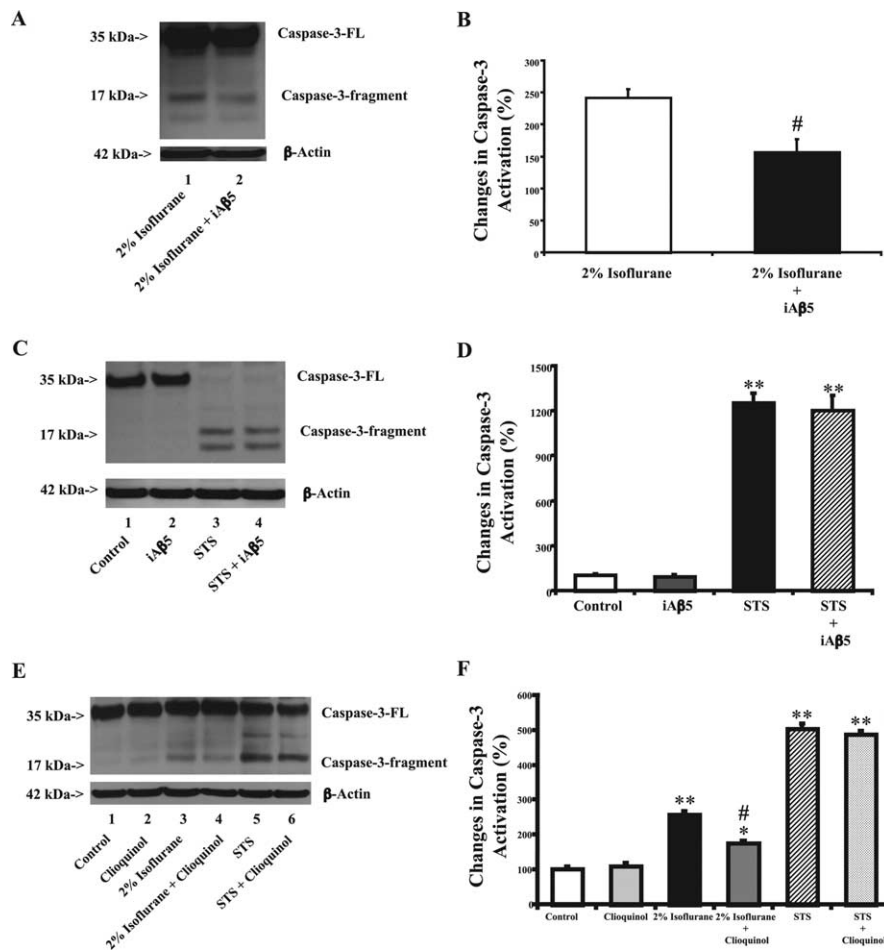 A
35 kDa->
Caspase-3-FL
17 kDa->
Caspase-3-fragment
42 kDa->
β-Actin
1 2
2% Isoflurane
2% Isoflurane + iAβ5
B
Changes in Caspase-3
Activation (%)
300
250
200
150
100
50
0
#
2% Isoflurane
2% Isoflurane
+
iAβ5
C
35 kDa->
Caspase-3-FL
17 kDa->
Caspase-3-fragment
42 kDa->
β-Actin
1 2 3 4
Control
iAβ5
STS
STS + iAβ5
D
Changes in Caspase-3
Activation (%)
1500
1200
900
600
300
0
**
**
Control
iAβ5
STS
STS
+
iAβ5
E
35 kDa->
Caspase-3-FL
17 kDa->
Caspase-3-fragment
42 kDa->
β-Actin
1 2 3 4 5 6
Control
Clioquinol
2% Isoflurane
2% Isoflurane + Clioquinol
STS
STS + Clioquinol
F
Changes in Caspase-3
Activation (%)
600
500
400
300
200
100
0
**
#
*
**
**
Control
Clioquinol
2% Isoflurane
2% Isoflurane
+
Clioquinol
STS
STS
+
Clioquinol